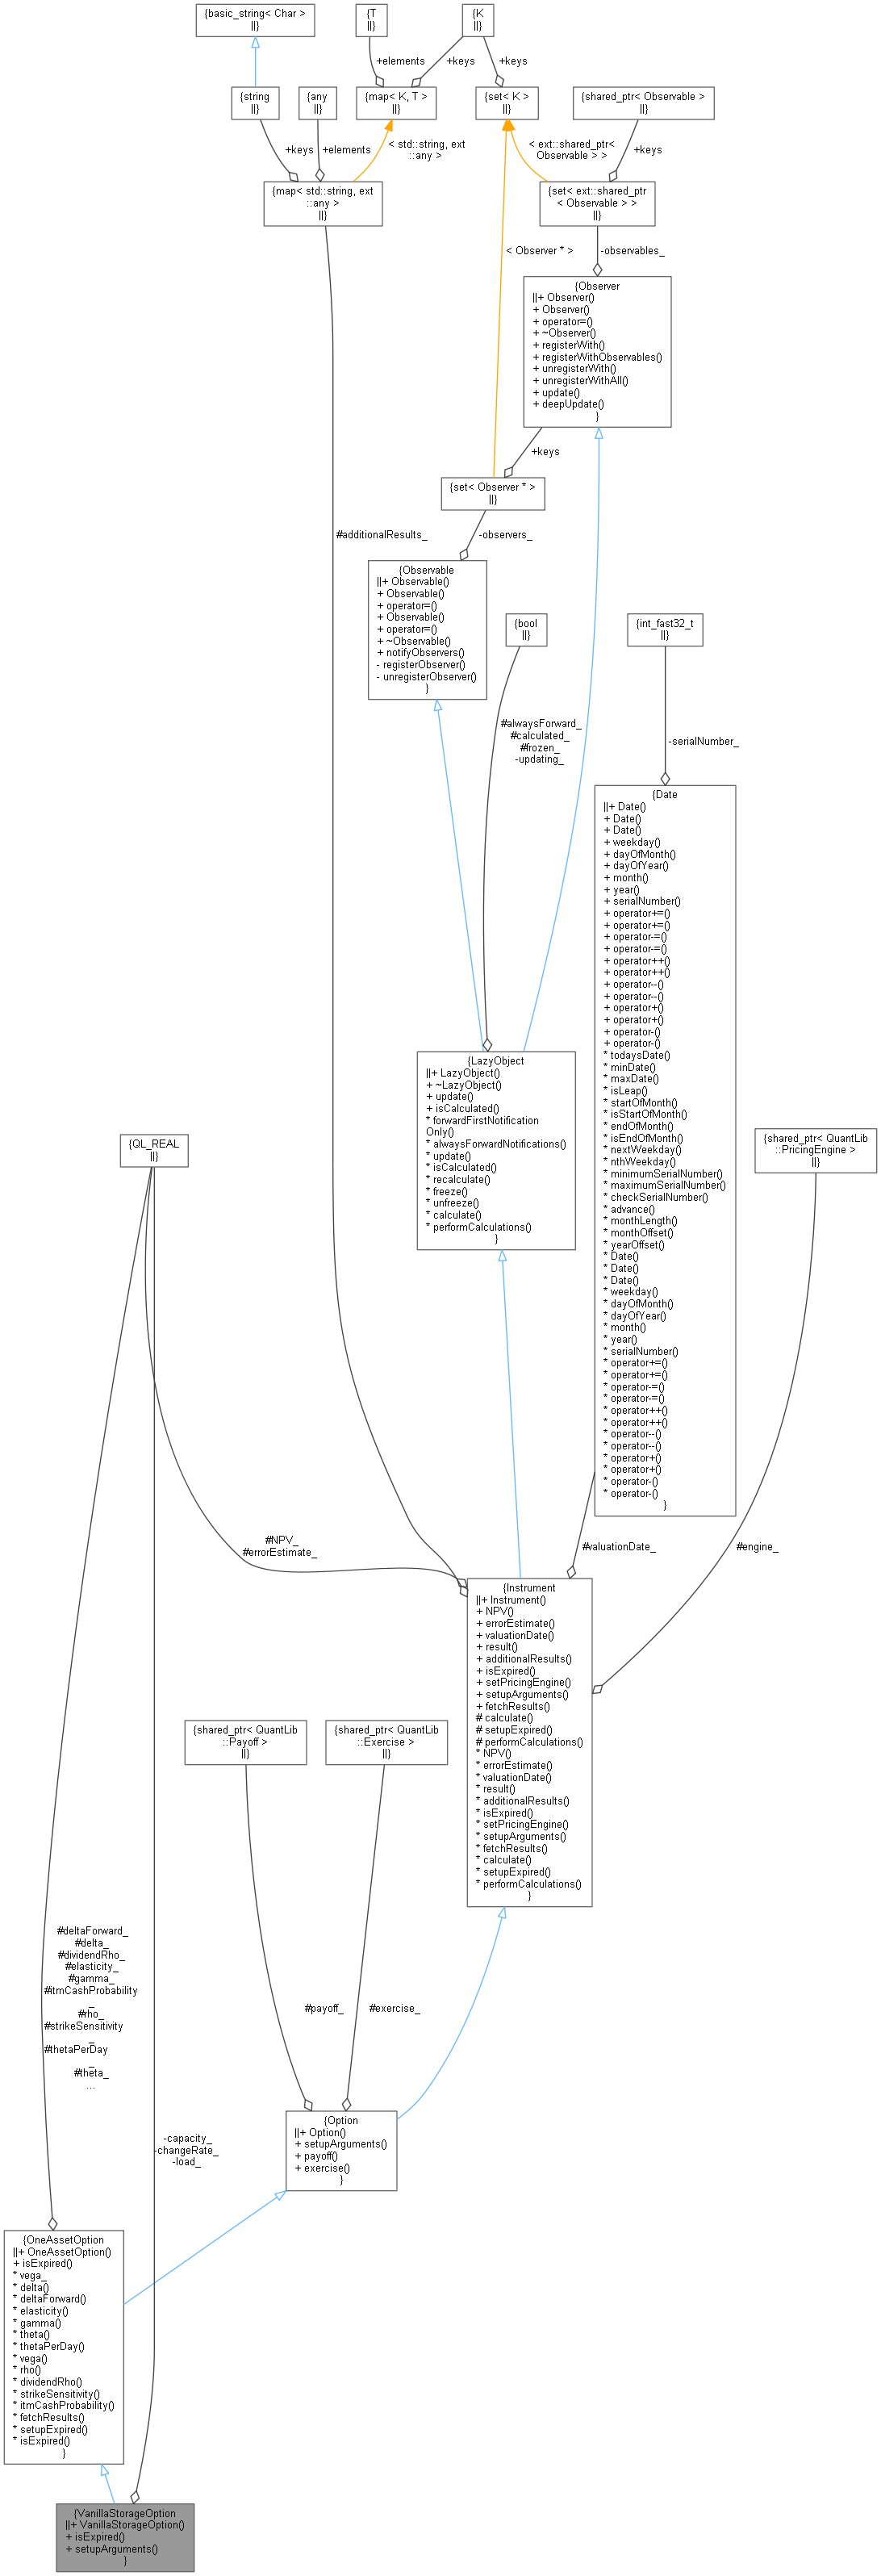 {basic_string< Char >
||}
{T
||}
{K
||}
+elements
+keys
+keys
{string
||}
{any
||}
{map< K, T >
||}
{set< K >
||}
{shared_ptr< Observable >
||}
+keys
+elements
< std::string, ext
::any >
< ext::shared_ptr<
Observable > >
+keys
{map< std::string, ext
::any >
||}
{set< ext::shared_ptr
< Observable > >
||}
< Observer * >
-observables_
{Observer
||+ Observer()
+ Observer()
+ operator=()
+ ~Observer()
+ registerWith()
+ registerWithObservables()
+ unregisterWith()
+ unregisterWithAll()
+ update()
+ deepUpdate()
}
+keys
{set< Observer * >
||}
#additionalResults_
-observers_
{Observable
||+ Observable()
+ Observable()
+ operator=()
+ Observable()
+ operator=()
+ ~Observable()
+ notifyObservers()
- registerObserver()
- unregisterObserver()
}
{bool
||}
{int_fast32_t
||}
#alwaysForward_
#calculated_
#frozen_
-updating_
-serialNumber_
{Date
||+ Date()
+ Date()
+ Date()
+ weekday()
+ dayOfMonth()
+ dayOfYear()
+ month()
+ year()
+ serialNumber()
+ operator+=()
+ operator+=()
+ operator-=()
+ operator-=()
+ operator++()
+ operator++()
+ operator--()
+ operator--()
+ operator+()
+ operator+()
+ operator-()
+ operator-()
* todaysDate()
* minDate()
* maxDate()
* isLeap()
* startOfMonth()
* isStartOfMonth()
* endOfMonth()
* isEndOfMonth()
* nextWeekday()
* nthWeekday()
* minimumSerialNumber()
* maximumSerialNumber()
* checkSerialNumber()
* advance()
* monthLength()
* monthOffset()
* yearOffset()
* Date()
* Date()
* Date()
* weekday()
* dayOfMonth()
* dayOfYear()
* month()
* year()
* serialNumber()
* operator+=()
* operator+=()
* operator-=()
* operator-=()
* operator++()
* operator++()
* operator--()
* operator--()
* operator+()
* operator+()
* operator-()
* operator-()
}
{LazyObject
||+ LazyObject()
+ ~LazyObject()
+ update()
+ isCalculated()
* forwardFirstNotification
Only()
* alwaysForwardNotifications()
* update()
* isCalculated()
* recalculate()
* freeze()
* unfreeze()
* calculate()
* performCalculations()
}
{QL_REAL
||}
{shared_ptr< QuantLib
::PricingEngine >
||}
#NPV_
#errorEstimate_
#valuationDate_
#engine_
{Instrument
||+ Instrument()
+ NPV()
+ errorEstimate()
+ valuationDate()
+ result()
+ additionalResults()
+ isExpired()
+ setPricingEngine()
+ setupArguments()
+ fetchResults()
# calculate()
# setupExpired()
# performCalculations()
* NPV()
* errorEstimate()
* valuationDate()
* result()
* additionalResults()
* isExpired()
* setPricingEngine()
* setupArguments()
* fetchResults()
* calculate()
* setupExpired()
* performCalculations()
}
{shared_ptr< QuantLib
::Payoff >
||}
{shared_ptr< QuantLib
::Exercise >
||}
#deltaForward_
#delta_
#dividendRho_
#elasticity_
#gamma_
#itmCashProbability
_
#rho_
#strikeSensitivity
_
#thetaPerDay
_
#theta_
...
#payoff_
#exercise_
{Option
||+ Option()
+ setupArguments()
+ payoff()
+ exercise()
}
-capacity_
-changeRate_
-load_
{OneAssetOption
||+ OneAssetOption()
+ isExpired()
* vega_
* delta()
* deltaForward()
* elasticity()
* gamma()
* theta()
* thetaPerDay()
* vega()
* rho()
* dividendRho()
* strikeSensitivity()
* itmCashProbability()
* fetchResults()
* setupExpired()
* isExpired()
}
{VanillaStorageOption
||+ VanillaStorageOption()
+ isExpired()
+ setupArguments()
}